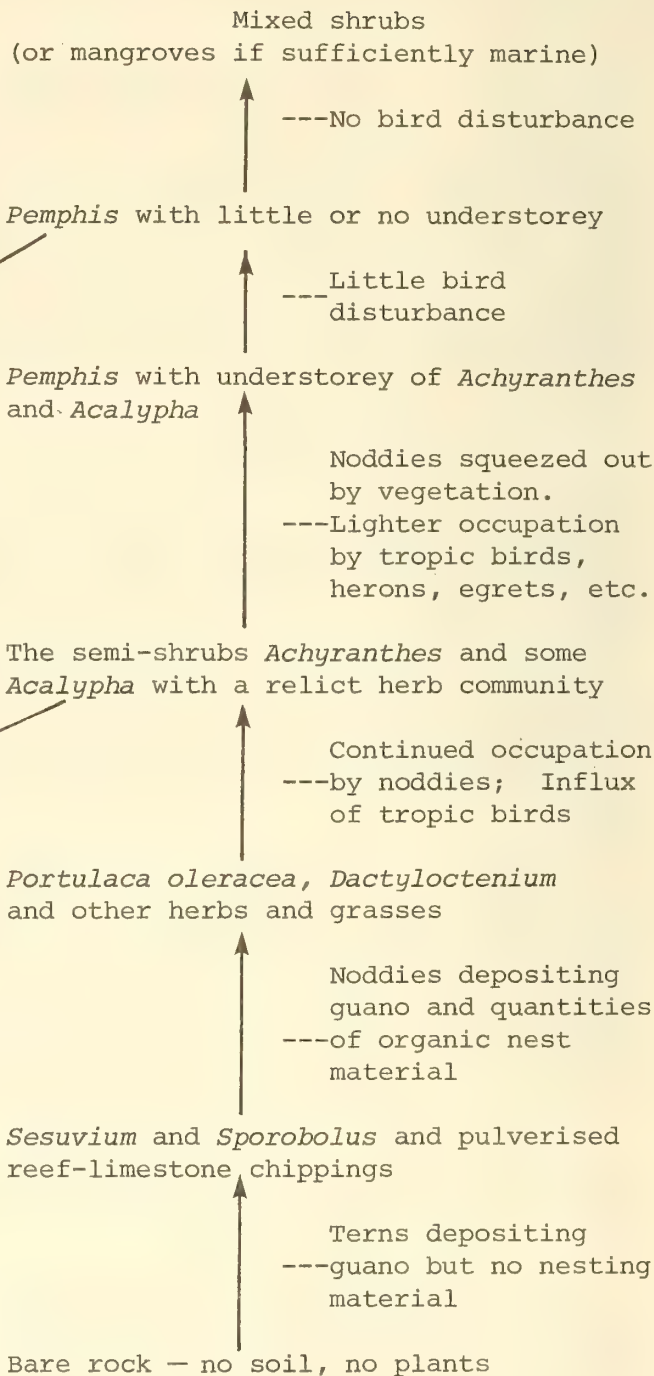 Mixed shrubs
(or mangroves if sufficiently marine)
---No bird disturbance
Pemphis with little or no understorey
---Little bird
disturbance
Pemphis with understorey of Achyranthes
and Acalypha
Noddies squeezed out
by vegetation.
---Lighter occupation
by tropic birds,
herons, egrets, etc.
The semi-shrubs Achyranthes and some
Acalypha with a relict herb community
Continued occupation
---by noddies; Influx
of tropic birds
Portulaca oleracea, Dactyloctenium
and other herbs and grasses
Noddies depositing
guano and quantities
---of organic nest
material
Sesuvium and Sporobolus and pulverised
reef-limestone chippings
Terns depositing
---guano but no nesting
material
Bare rock — no soil, no plants